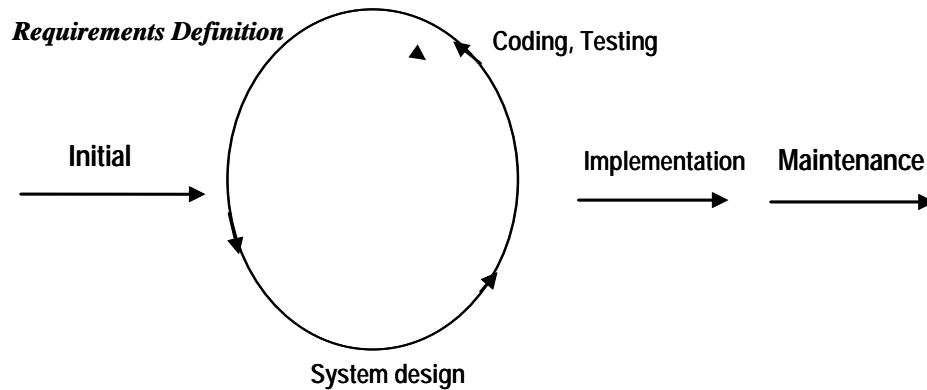 Requirements Definition
Coding, Testing
Initial
Implementation
Maintenance
System design